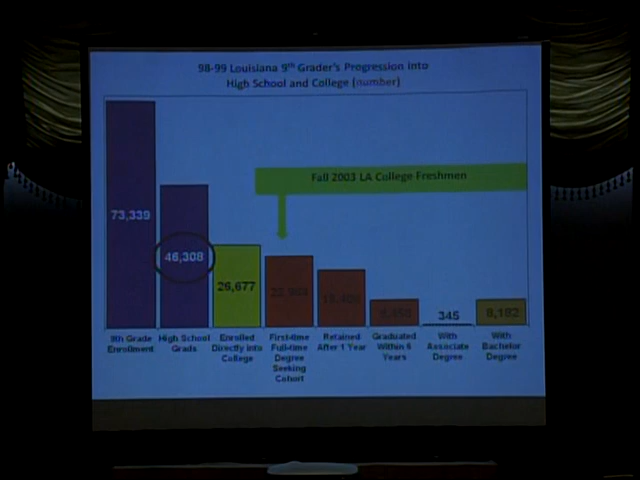 98-99 Louisiana 9th Grader's Progression into
High School and College (number)
Fall 2003 LA College Freshmen
73,339
46,308
26,677
345
8,182
Enrollment
High School
Grads
Enrolled
Directly into
College
First-time
Full-time
Degree
Seeking
Cohort
Retained
After 1 Year
Graduated
Within 6
Years
With
Associate
Degree
With
Bachelor
Degree